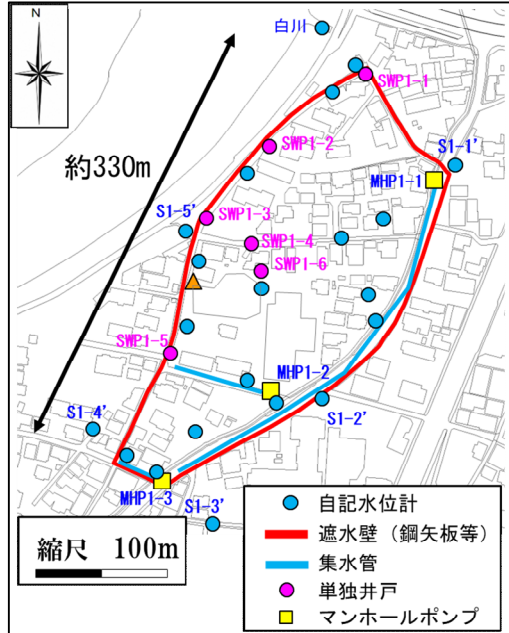 N
白川
SWP1-1
SWP1-2
S1-1'
MHP1-1
約330m
S1-5'
SWP1-3
SWP1-4
SWP1-6
SWP1-5
MHP1-2
S1-2'
S1-4'
MHP1-3
S1-3'
縮尺 100m
自記水位計
遮水壁（鋼矢板等）
集水管
単独井戸
マンホールポンプ